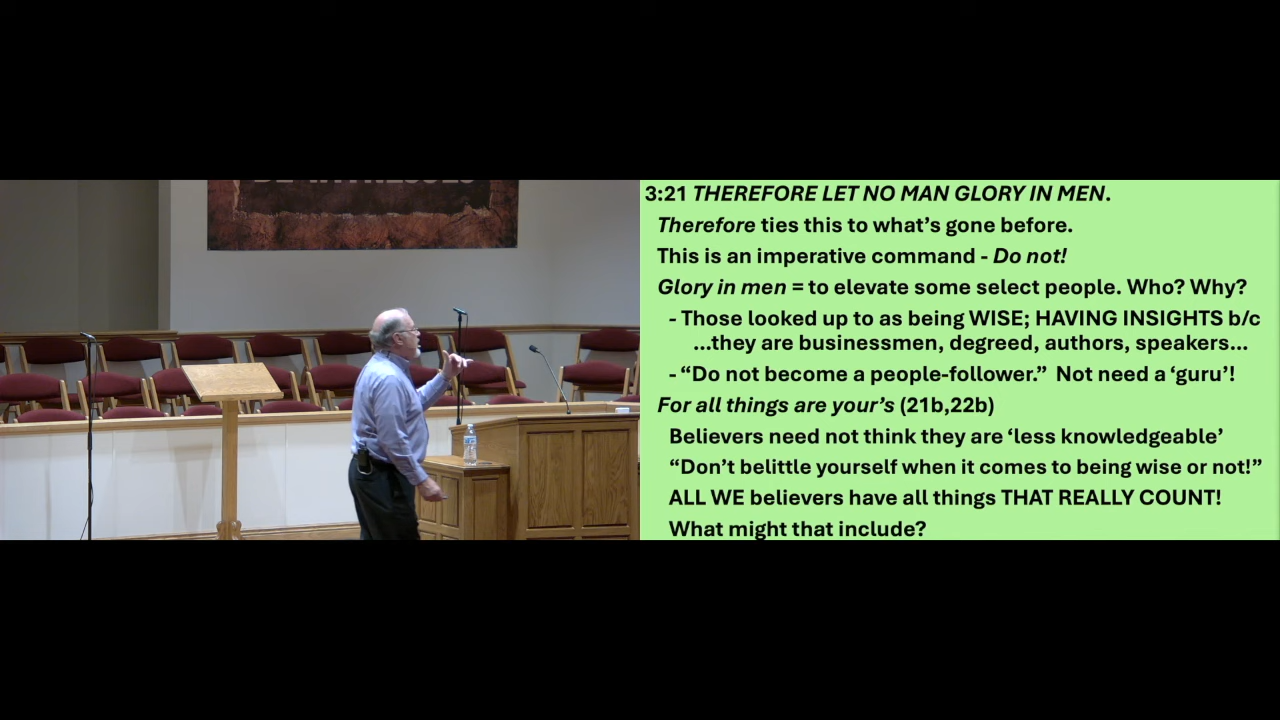 3:21 THEREFORE LET NO MAN GLORY IN MEN.
Therefore ties this to what's gone before.
This is an imperative command - Do not!
Glory in men = to elevate some select people. Who? Why?
- Those looked up to as being WISE; HAVING INSIGHTS b/c
...they are businessmen, degreed, authors, speakers...
- “Do not become a people-follower.” Not need a ‘guru’!
For all things are your’s (21b,22b)
Believers need not think they are ‘less knowledgeable’
“Don’t belittle yourself when it comes to being wise or not!”
ALL WE believers have all things THAT REALLY COUNT!
What might that include?